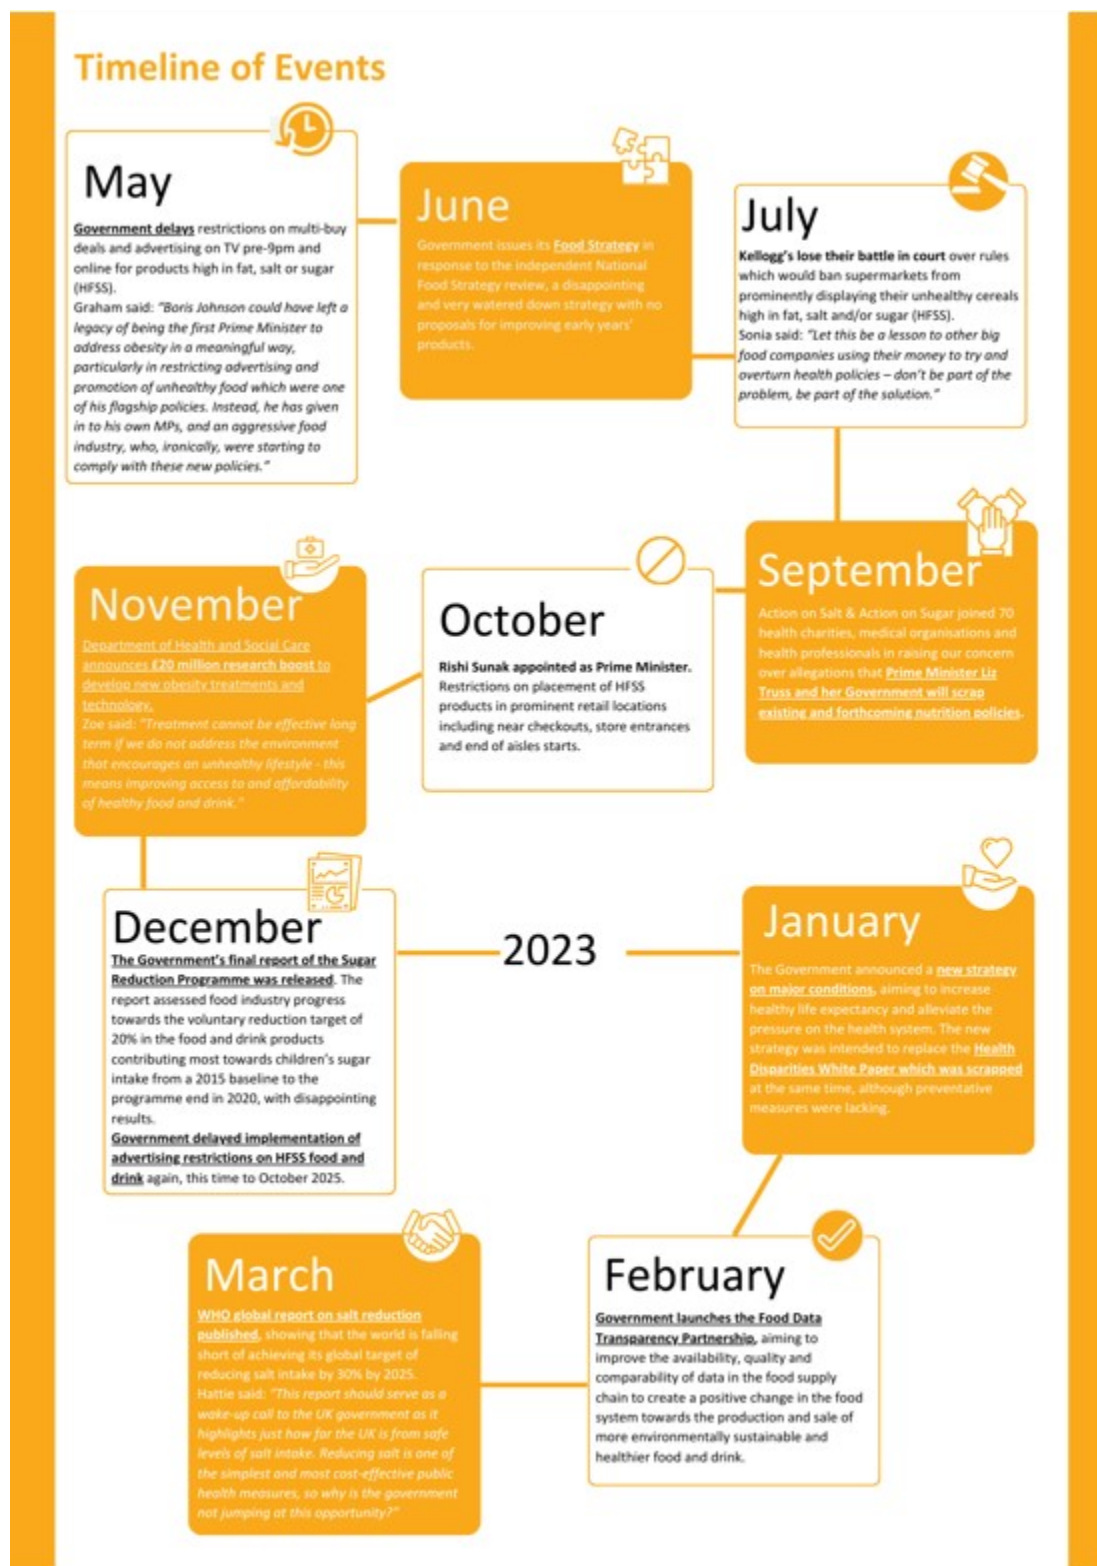 Timeline of Events
May
Government delays restrictions on multi-buy
deals and advertising on TV pre-9pm and
online for products high in fat, salt or sugar
(HFSS).
Graham said: “Boris Johnson could have left a
legacy of being the first Prime Minister to
address obesity in a meaningful way,
particularly in restricting advertising and
promotion of unhealthy food which were one
of his flagship policies. Instead, he has given
in to his own MPs, and an aggressive food
industry, who, ironically, were starting to
comply with these new policies.”
June
Government issues its Food Strategy in
response to the independent National
Food Strategy review, a disappointing
and very watered down strategy with no
proposals for improving early years’
products.
July
Kellogg’s lose their battle in court over rules
which would ban supermarkets from
prominently displaying their unhealthy cereals
high in fat, salt and/or sugar (HFSS).
Sonia said: “Let this be a lesson to other big
food companies using their money to try and
overturn health policies – don’t be part of the
problem, be part of the solution.”
September
Action on Salt & Action on Sugar joined 70
health charities, medical organisations and
health professionals in raising our concern
over allegations that Prime Minister Liz
Truss and her Government will scrap
existing and forthcoming nutrition policies.
October
Rishi Sunak appointed as Prime Minister.
Restrictions on placement of HFSS
products in prominent retail locations
including near checkouts, store entrances
and end of aisles starts.
November
Department of Health and Social Care
announces £20 million research boost to
develop new obesity treatments and
technology.
Zoe said: “Treatment cannot be effective long
term if we do not address the environment
that encourages an unhealthy lifestyle - this
means improving access to and affordability
of healthy food and drink.”
December
The Government’s final report of the Sugar
Reduction Programme was released. The
report assessed food industry progress
towards the voluntary reduction target of
20% in the food and drink products
contributing most towards children’s sugar
intake from a 2015 baseline to the
programme end in 2020, with disappointing
results.
Government delayed implementation of
advertising restrictions on HFSS food and
drink again, this time to October 2025.
2023
January
The Government announced a new strategy
on major conditions, aiming to increase
healthy life expectancy and alleviate the
pressure on the health system. The new
strategy was intended to replace the Health
Disparities White Paper which was scrapped
at the same time, although preventative
measures were lacking.
February
Government launches the Food Data
Transparency Partnership, aiming to
improve the availability, quality and
comparability of data in the food supply
chain to create a positive change in the food
system towards the production and sale of
more environmentally sustainable and
healthier food and drink.
March
WHO global report on salt reduction
published, showing that the world is falling
short of achieving its global target of
reducing salt intake by 30% by 2025.
Hattie said: “This report should serve as a
wake-up call to the UK government as it
highlights just how far the UK is from safe
levels of salt intake. Reducing salt is one of
the simplest and most cost-effective public
health measures, so why is the government
not jumping at this opportunity?”